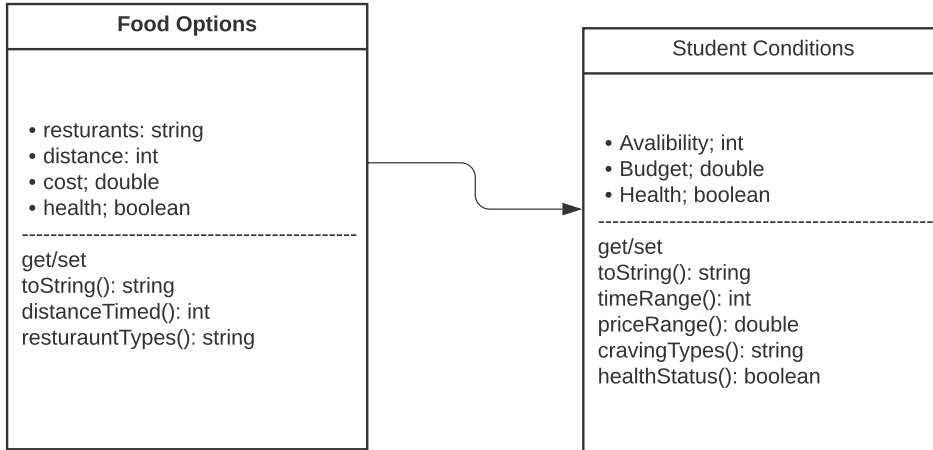 Food Options
• resturants: string
• distance: int
• cost; double
• health; boolean
get/set
toString(): string
distanceTimed(): int
resturauntTypes(): string
Student Conditions
• Avalibility; int
• Budget; double
• Health; boolean
get/set
toString(): string
timeRange(): int
priceRange(): double
cravingTypes(): string
healthStatus(): boolean